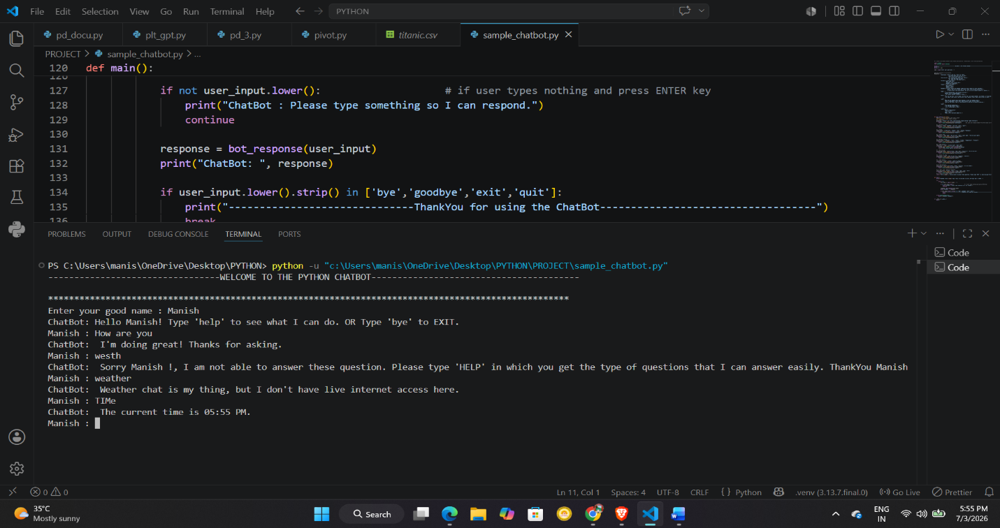 File Edit Selection View Go Run Terminal Help
PYTHON
pd_docu.py
plt_gpt.py
pd_3.py
pivot.py
titanic.csv
sample_chatbot.py
PROJECT > sample_chatbot.py > ...
120 def main():
126
127 if not user_input.lower(): # if user types nothing and press ENTER key
128 print("ChatBot : Please type something so I can respond.")
129 continue
130
131 response = bot_response(user_input)
132 print("ChatBot: ", response)
133
134 if user_input.lower().strip() in ['bye','goodbye','exit','quit']:
135 print("------------------------------ThankYou for using the ChatBot-----------------------------------")
136 break
PROBLEMS OUTPUT DEBUG CONSOLE TERMINAL PORTS
Code
Code
PS C:\Users\manis\OneDrive\Desktop\PYTHON> python -u "c:\Users\manis\OneDrive\Desktop\PYTHON\PROJECT\sample_chatbot.py"
---------------------------------WELCOME TO THE PYTHON CHATBOT----------------------------------------
****************************************************************************************************
Enter your good name : Manish
ChatBot: Hello Manish! Type 'help' to see what I can do. OR Type 'bye' to EXIT.
Manish : How are you
ChatBot:  I'm doing great! Thanks for asking.
Manish : westh
ChatBot:  Sorry Manish !, I am not able to answer these question. Please type 'HELP' in which you get the type of questions that I can answer easily. ThankYou Manish
Manish : weather
ChatBot:  Weather chat is my thing, but I don't have live internet access here.
Manish : TIMe
ChatBot:  The current time is 05:55 PM.
Manish :
0 0
Ln 11, Col 1 Spaces: 4 UTF-8 CRLF { } Python .venv (3.13.7.final.0) Go Live Prettier
35°C
Mostly sunny
Search
ENG
IN
5:55 PM
7/3/2026